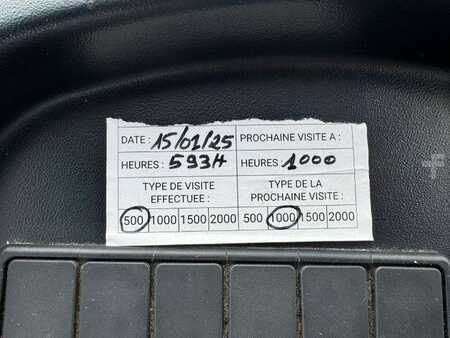 DATE : 15/01/25 PROCHAINE VISITE A :
HEURES : 593H HEURES : 1000
TYPE DE VISITE EFFECTUEE :
TYPE DE LA PROCHAINE VISITE :
500 1000 1500 2000 500 1000 1500 2000